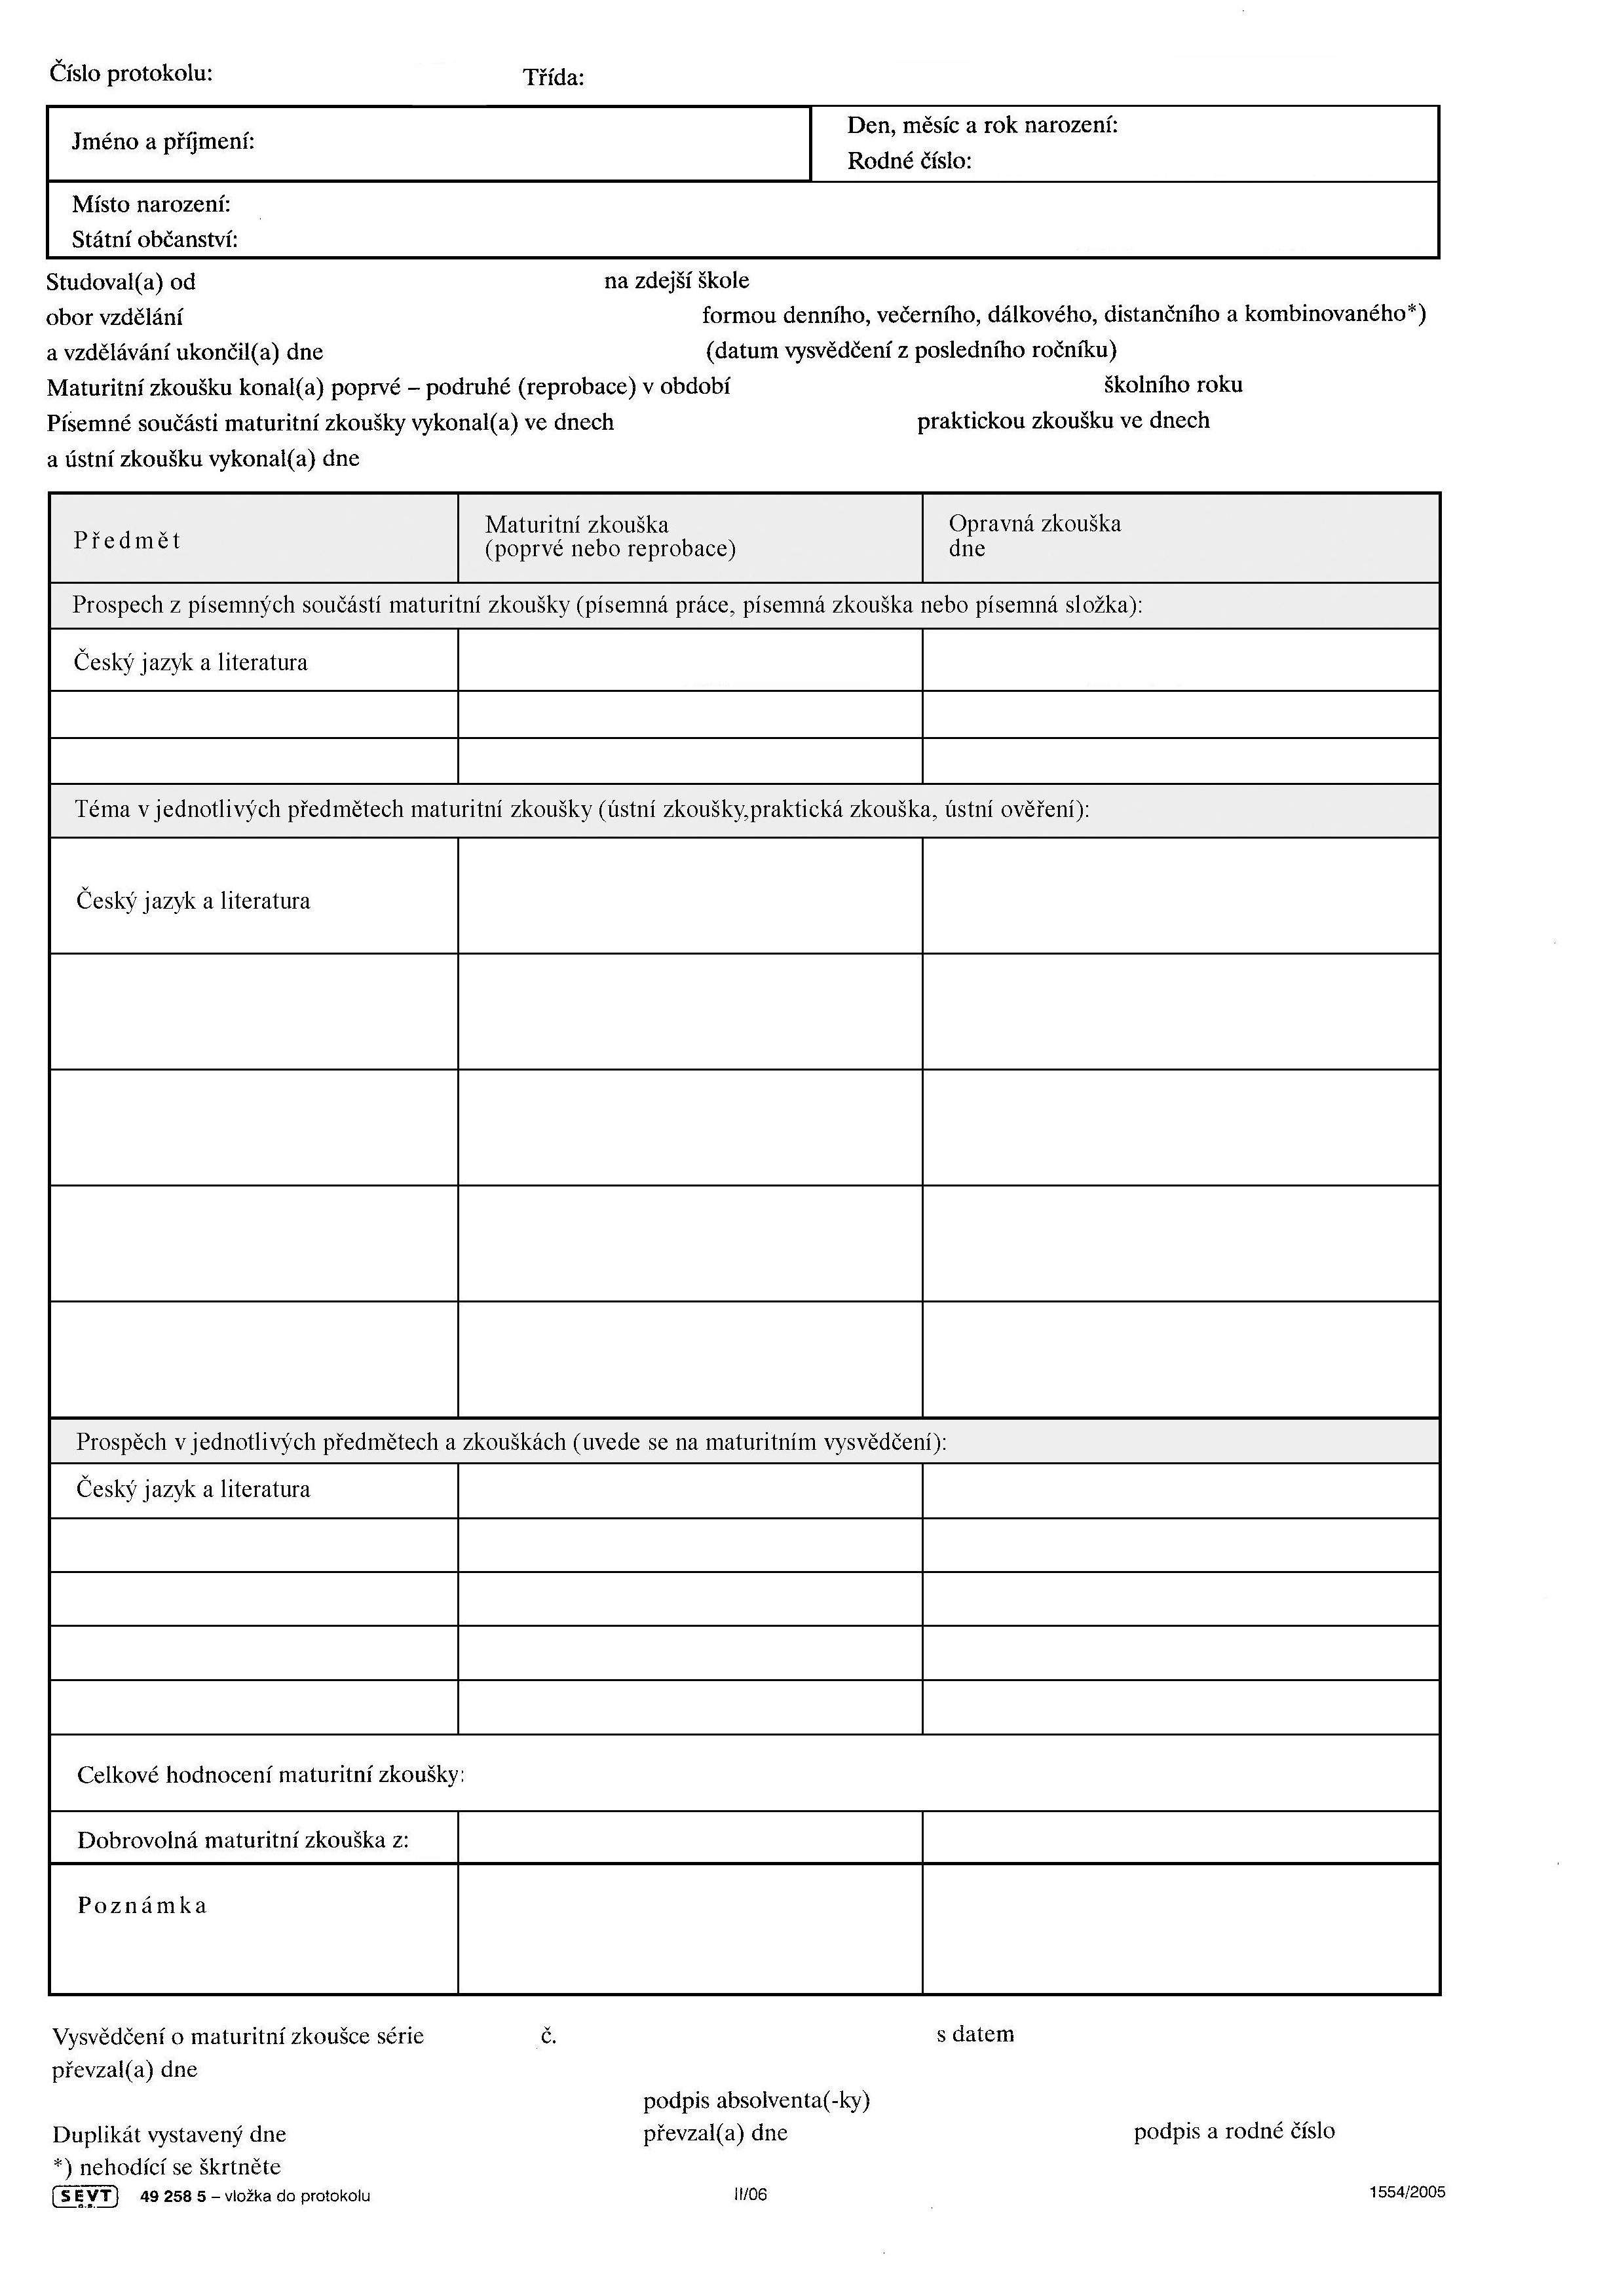 Číslo protokolu: Třída:
Jméno a příjmení:
Den, měsíc a rok narození:
Rodné číslo:
Místo narození:
Státní občanství:
Studoval(a) od na zdejší škole
obor vzdělání formou denního, večerního, dálkového, distančního a kombinovaného*)
a vzdělávání ukončil(a) dne (datum vysvědčení z posledního ročníku)
Maturitní zkoušku konal(a) poprvé – podruhé (reprobace) v období školního roku
Písemné součásti maturitní zkoušky vykonal(a) ve dnech praktickou zkoušku ve dnech
a ústní zkoušku vykonal(a) dne
Předmět
Maturitní zkouška
(poprvé nebo reprobace)
Opravná zkouška
dne
Prospech z písemných součástí maturitní zkoušky (písemná práce, písemná zkouška nebo písemná složka):
Český jazyk a literatura
Téma v jednotlivých předmětech maturitní zkoušky (ústní zkoušky,praktická zkouška, ústní ověření):
Český jazyk a literatura
Prospěch v jednotlivých předmětech a zkouškách (uvede se na maturitním vysvědčení):
Český jazyk a literatura
Celkové hodnocení maturitní zkoušky:
Dobrovolná maturitní zkouška z:
Poznámka
Vysvědčení o maturitní zkoušce série č. s datem
převzal(a) dne
podpis absolventa(-ky)
Duplikát vystavený dne převzal(a) dne podpis a rodné číslo
*) nehodící se škrtněte
SEVT a.s. 49 258 5 – vložka do protokolu II/06 1554/2005